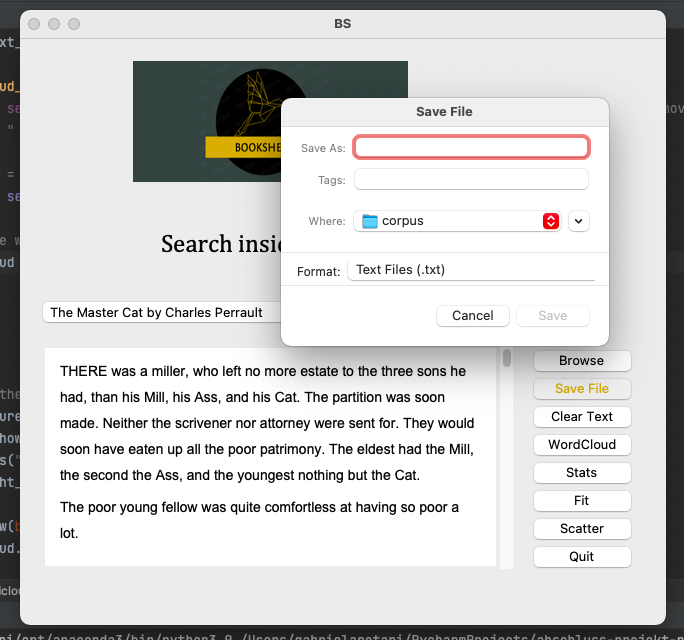 BS
BOOKSHE
Search insi
The Master Cat by Charles Perrault
Save File
Save As:
Tags:
Where: corpus
Format: Text Files (.txt)
Cancel Save
THERE was a miller, who left no more estate to the three sons he
had, than his Mill, his Ass, and his Cat. The partition was soon
made. Neither the scrivener nor attorney were sent for. They would
soon have eaten up all the poor patrimony. The eldest had the Mill,
the second the Ass, and the youngest nothing but the Cat.
The poor young fellow was quite comfortless at having so poor a
lot.
Browse
Save File
Clear Text
WordCloud
Stats
Fit
Scatter
Quit